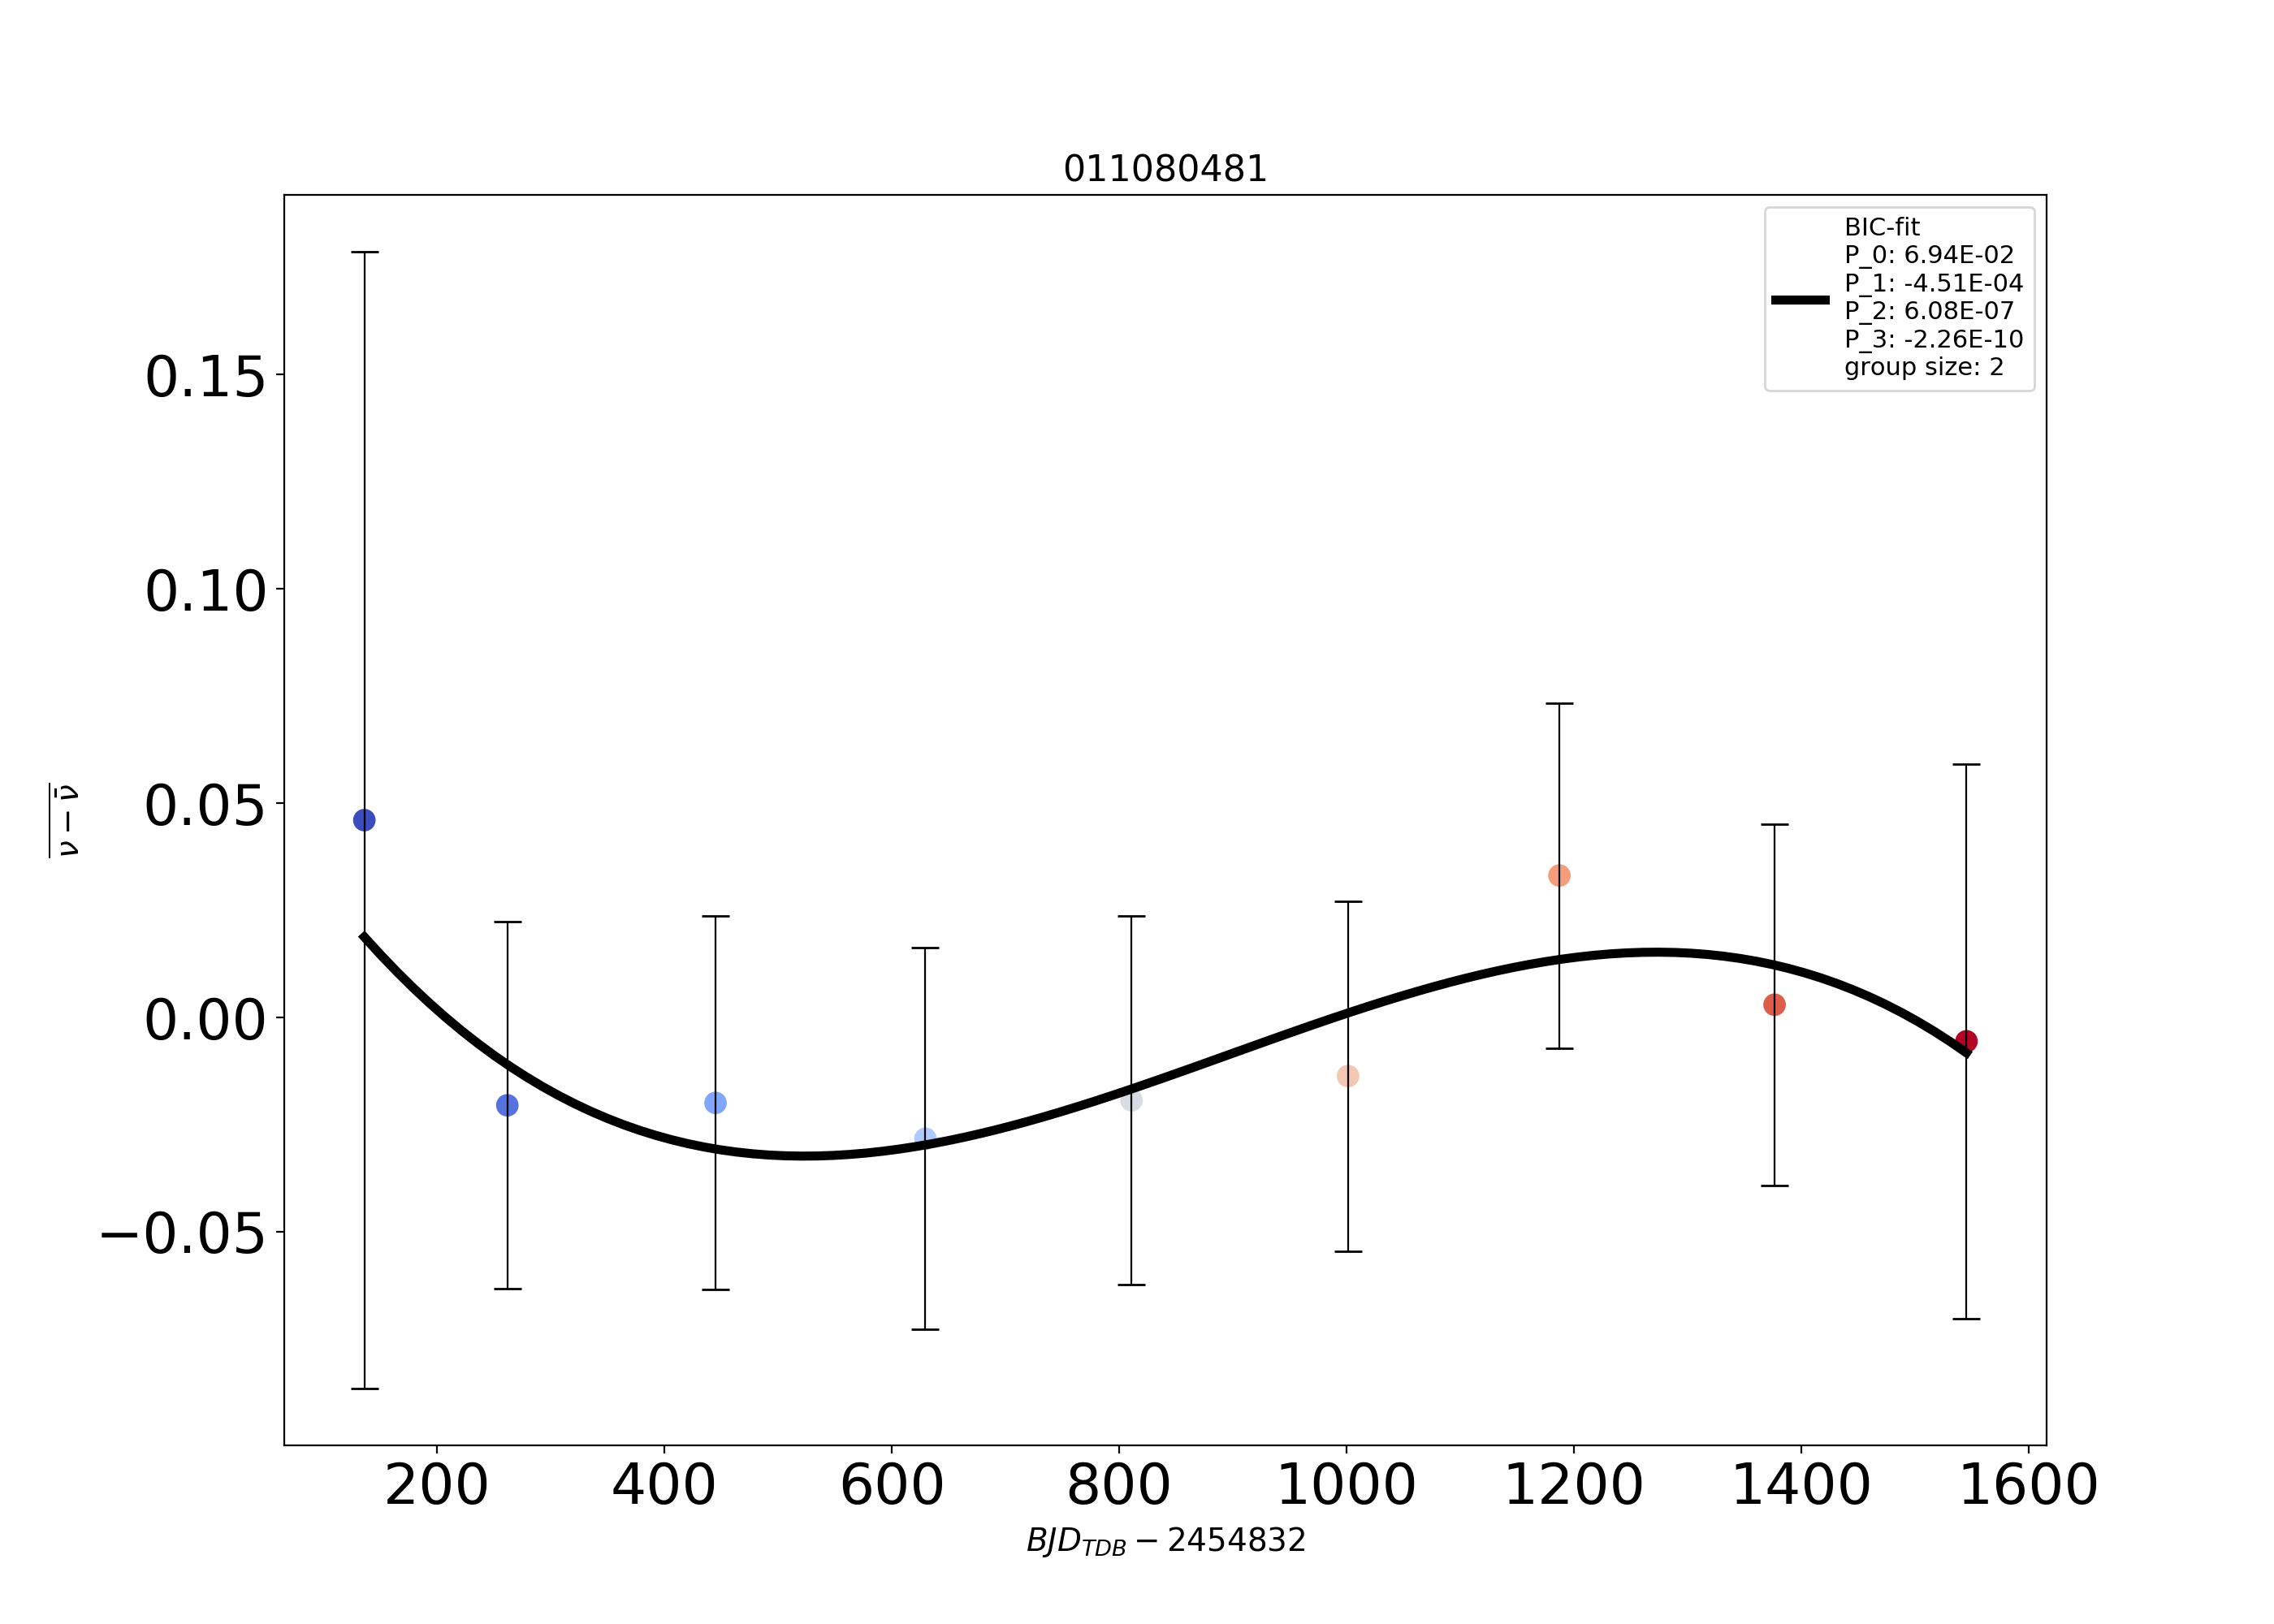 011080481
BIC-fit
P_0: 6.94E-02
P_1: -4.51E-04
P_2: 6.08E-07
P_3: -2.26E-10
group size: 2
0.15
0.10
0.05
0.00
−0.05
ν − ν̄
200 400 600 800 1000 1200 1400 1600
BJD_TDB − 2454832